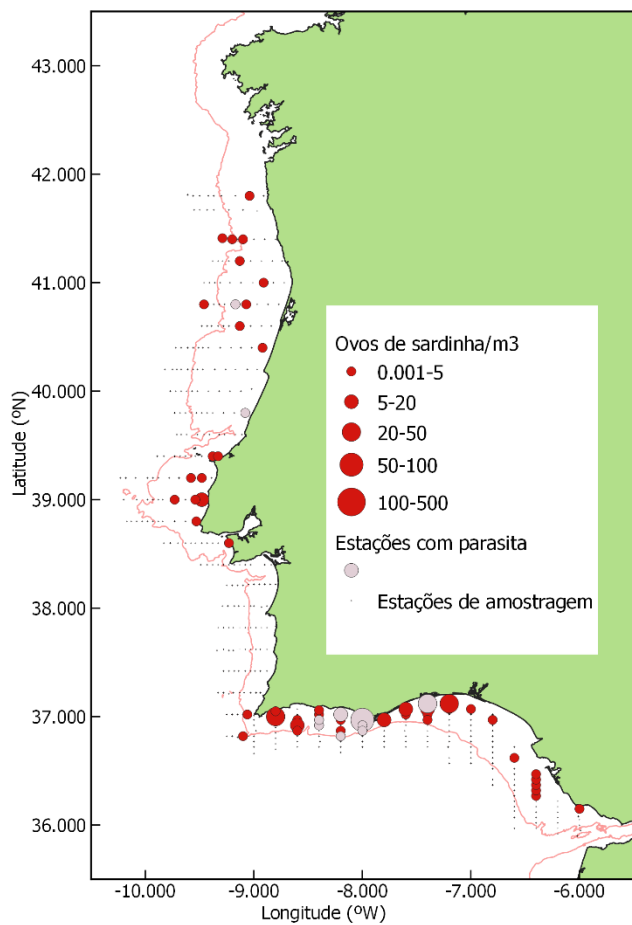 43.000
42.000
41.000
40.000
39.000
38.000
37.000
36.000
Latitude (ºN)
Ovos de sardinha/m3
0.001-5
5-20
20-50
50-100
100-500
Estações com parasita
Estações de amostragem
-10.000 -9.000 -8.000 -7.000 -6.000
Longitude (ºW)